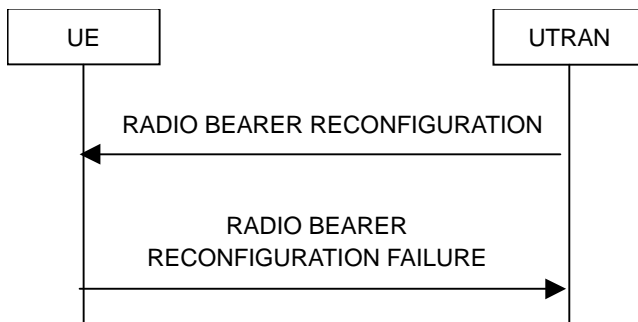 UE
UTRAN
RADIO BEARER RECONFIGURATION
RADIO BEARER
RECONFIGURATION FAILURE